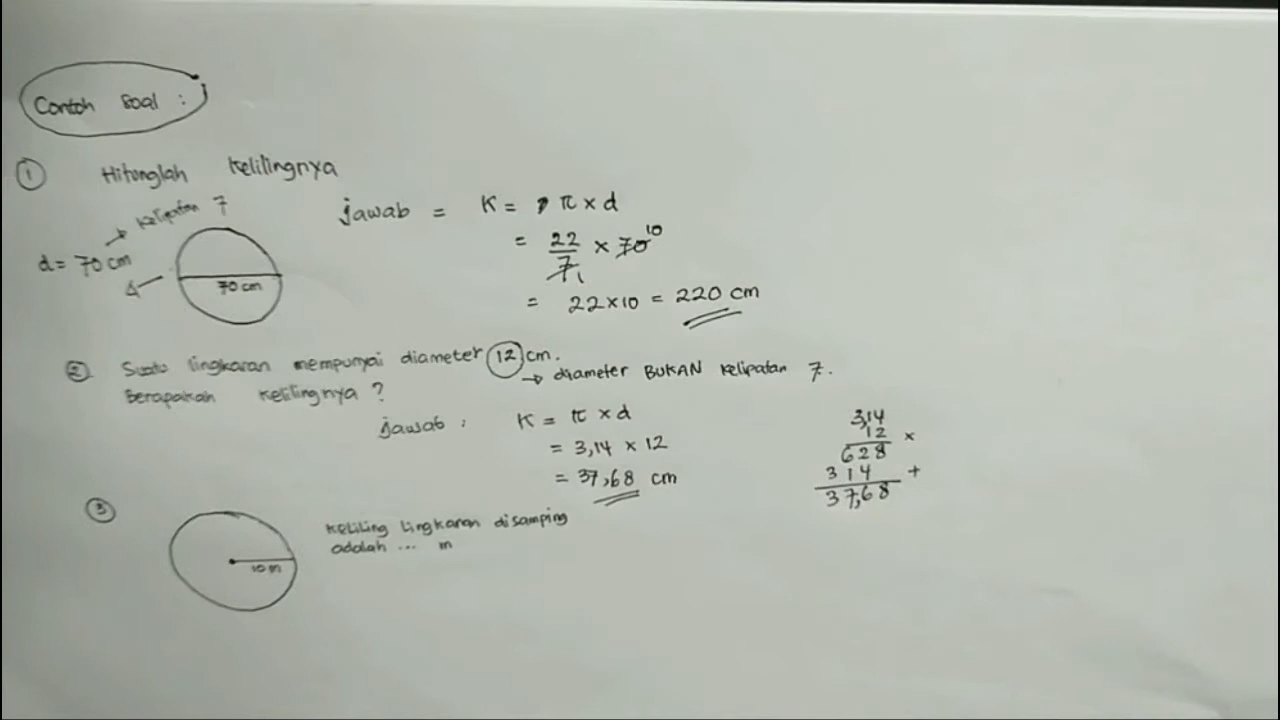 Contoh soal :
① Hitunglah kelilingnya
d = 70 cm → kelipatan 7
70 cm
jawab = K = π x d
= 22/7 x 70 10
1
= 22 x 10 = 220 cm
② Suatu lingkaran mempunyai diameter 12 cm.
→ diameter BUKAN kelipatan 7.
Berapakah kelilingnya ?
jawab : K = π x d
= 3,14 x 12
= 37,68 cm
3,14
12 x
628
314 +
37,68
③
10 m
Keliling lingkaran disamping
adalah ... m